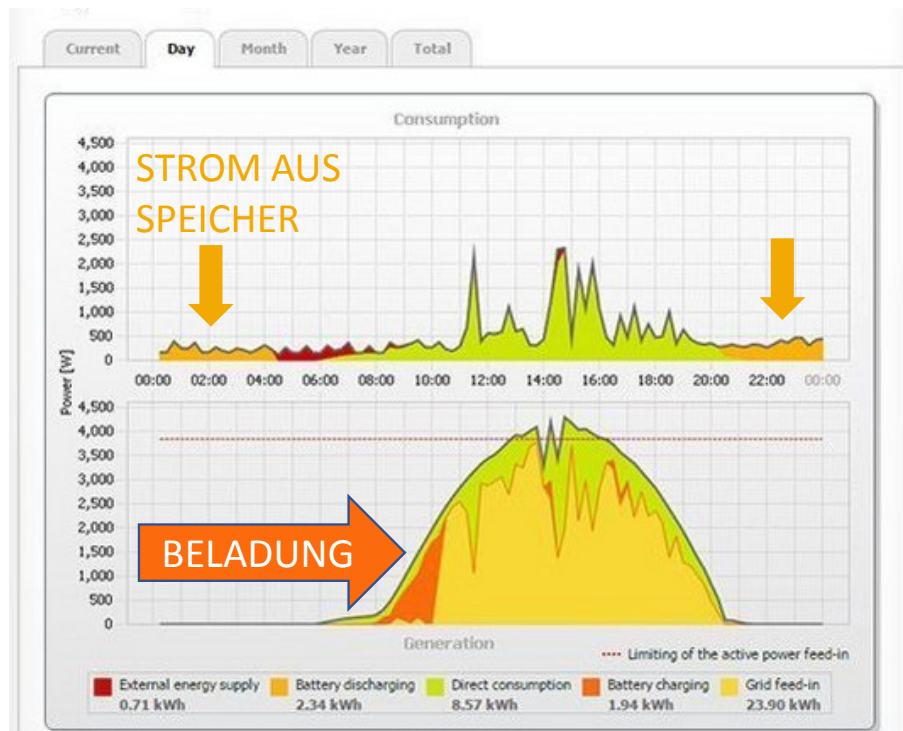 Current Day Month Year Total
Consumption
4,500
4,000
3,500
3,000
2,500
2,000
1,500
1,000
500
0
STROM AUS
SPEICHER
00:00 02:00 04:00 06:00 08:00 10:00 12:00 14:00 16:00 18:00 20:00 22:00 00:00
Power [W]
4,500
4,000
3,500
3,000
2,500
2,000
1,500
1,000
500
0
BELADUNG
Generation
Limiting of the active power feed-in
External energy supply Battery discharging Direct consumption Battery charging Grid feed-in
0.71 kWh 2.34 kWh 8.57 kWh 1.94 kWh 23.90 kWh